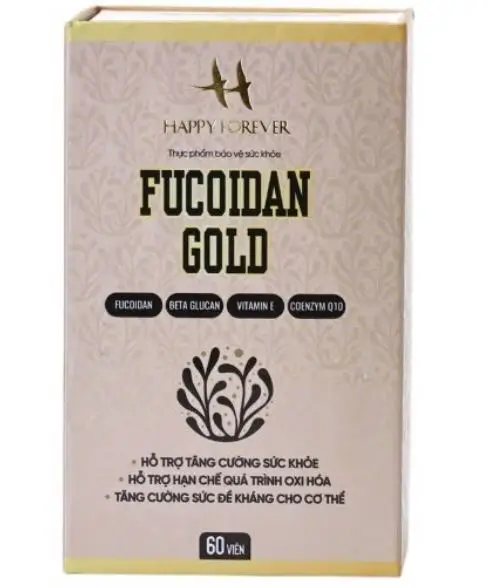 HAPPY FOREVER
Thực phẩm bảo vệ sức khỏe
FUCOIDAN
GOLD
FUCOIDAN BETA GLUCAN VITAMIN E COENZYM Q10
• HỖ TRỢ TĂNG CƯỜNG SỨC KHỎE
• HỖ TRỢ HẠN CHẾ QUÁ TRÌNH OXI HÓA
• TĂNG CƯỜNG SỨC ĐỀ KHÁNG CHO CƠ THỂ
60 VIÊN